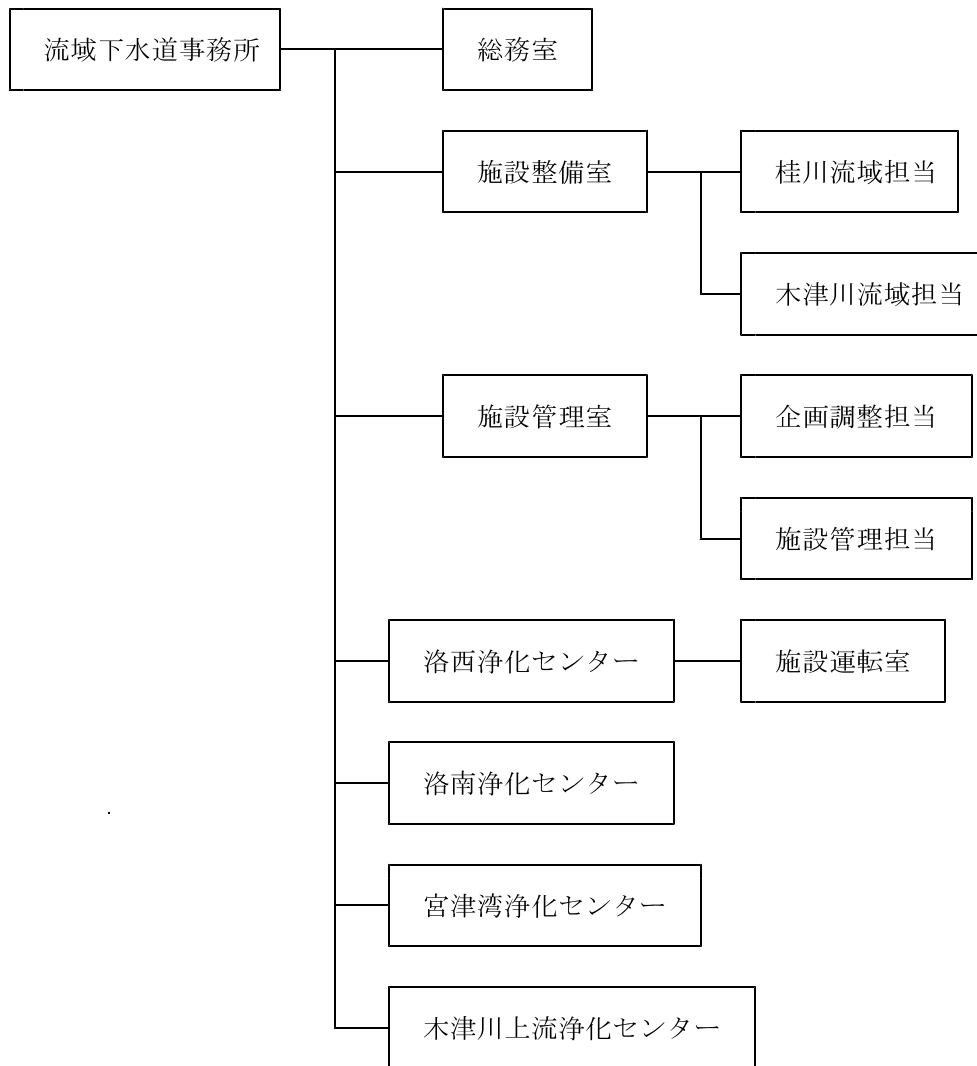 流域下水道事務所
総務室
施設整備室
桂川流域担当
木津川流域担当
施設管理室
企画調整担当
施設管理担当
洛西浄化センター
施設運転室
洛南浄化センター
宮津湾浄化センター
木津川上流浄化センター